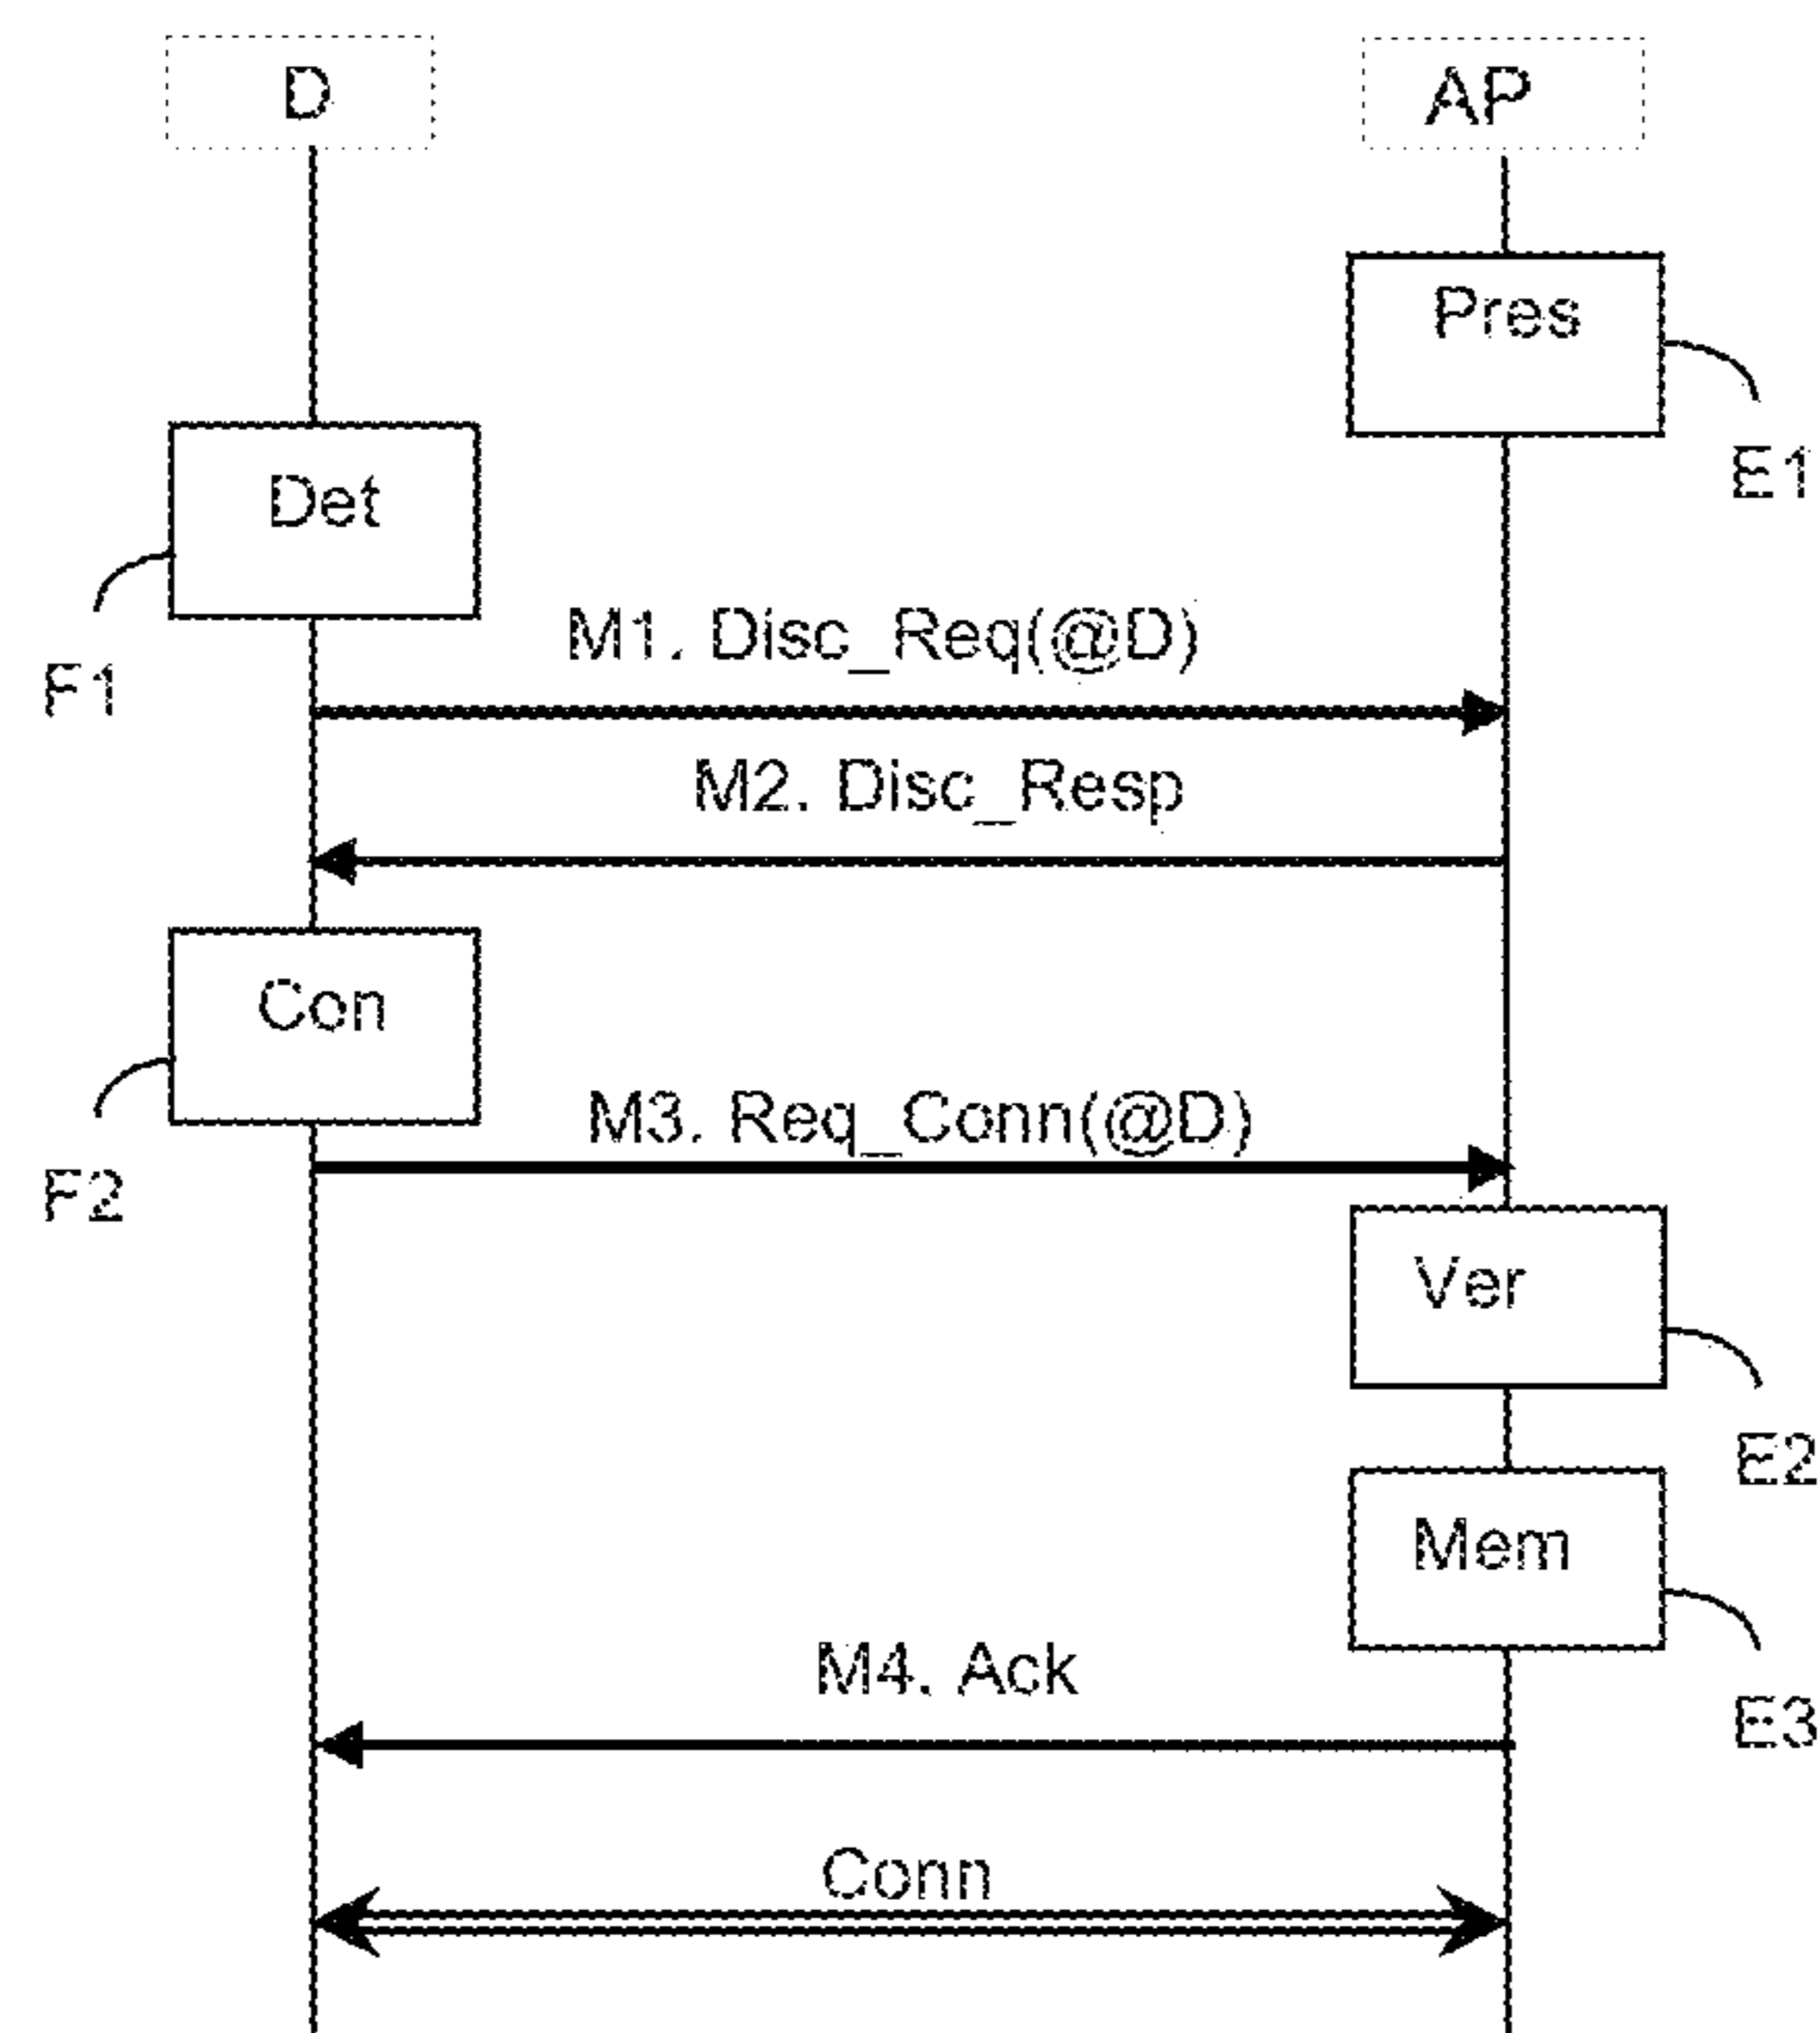 D
AP
Pres
E1
Det
F1
M1. Disc_Req(@D)
M2. Disc_Resp
Con
F2
M3. Req_Conn(@D)
Ver
E2
Mem
E3
M4. Ack
Conn